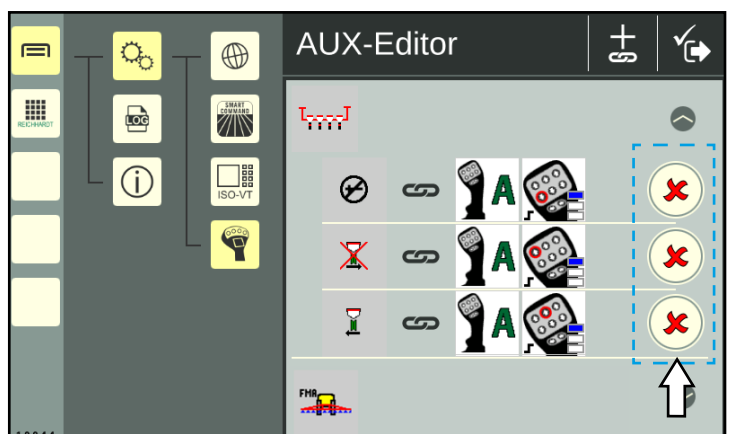 AUX-Editor
REICHHARDT
LOG
SMART
COMMAND
ISO-VT
A
A
A
FMA